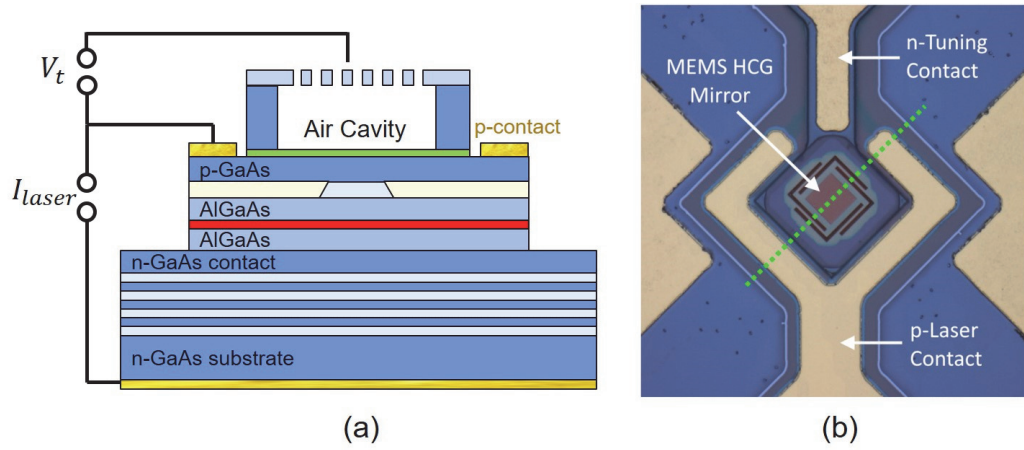 V_t
I_laser
Air Cavity
p-contact
p-GaAs
AlGaAs
AlGaAs
n-GaAs contact
n-GaAs substrate
(a)
MEMS HCG
Mirror
n-Tuning
Contact
p-Laser
Contact
(b)